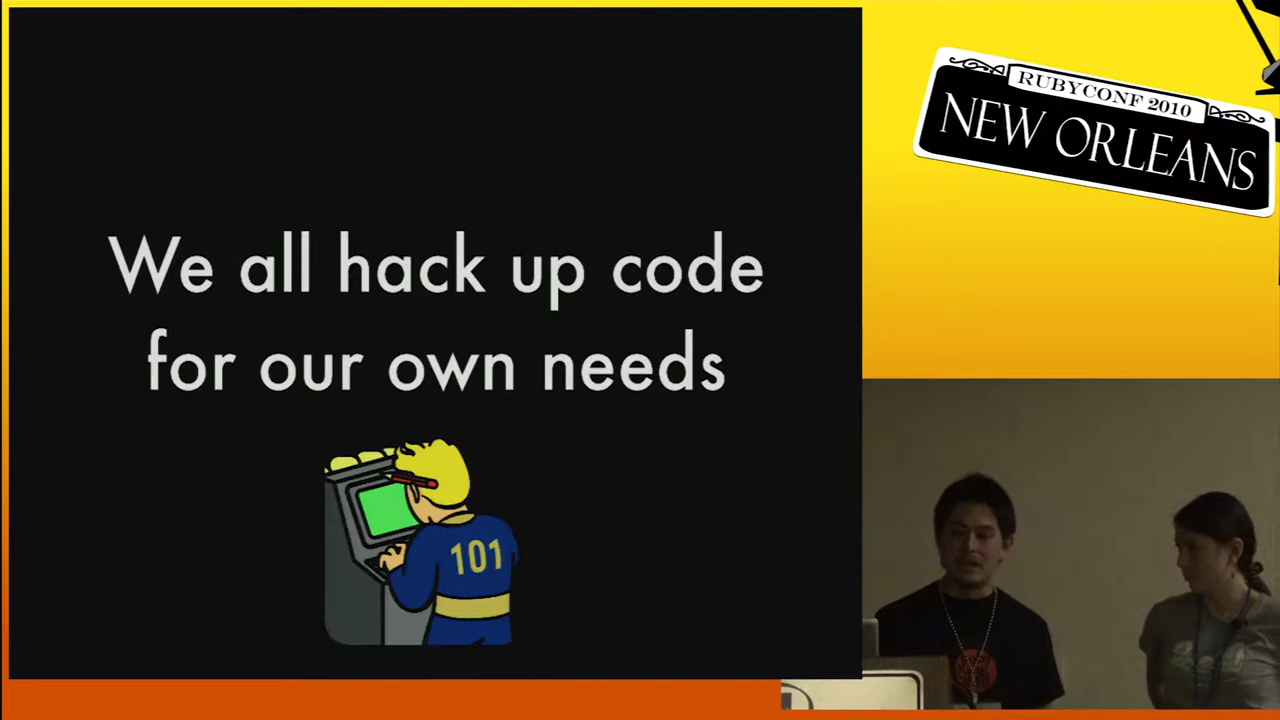 We all hack up code
for our own needs
101
RUBYCONF 2010
NEW ORLEANS